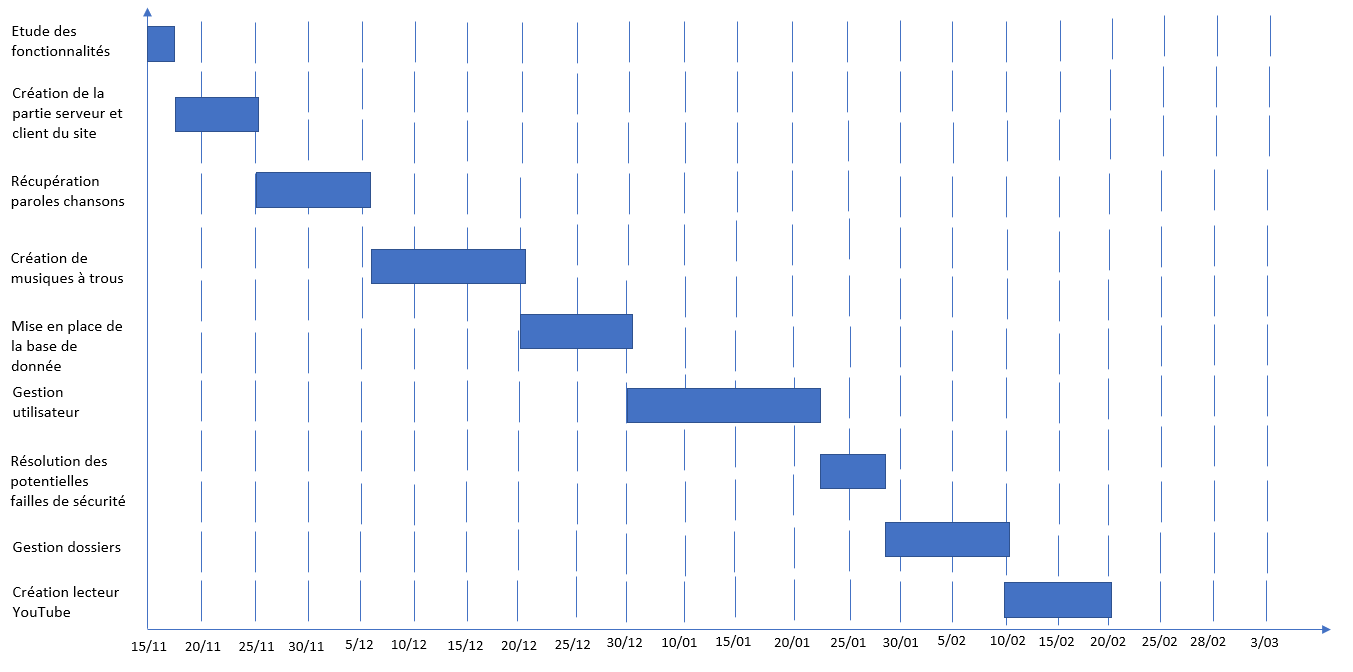 Etude des
fonctionnalités
Création de la
partie serveur et
client du site
Récupération
paroles chansons
Création de
musiques à trous
Mise en place de
la base de
donnée
Gestion
utilisateur
Résolution des
potentielles
failles de sécurité
Gestion dossiers
Création lecteur
YouTube
15/11 20/11 25/11 30/11 5/12 10/12 15/12 20/12 25/12 30/12 10/01 15/01 20/01 25/01 30/01 5/02 10/02 15/02 20/02 25/02 28/02 3/03